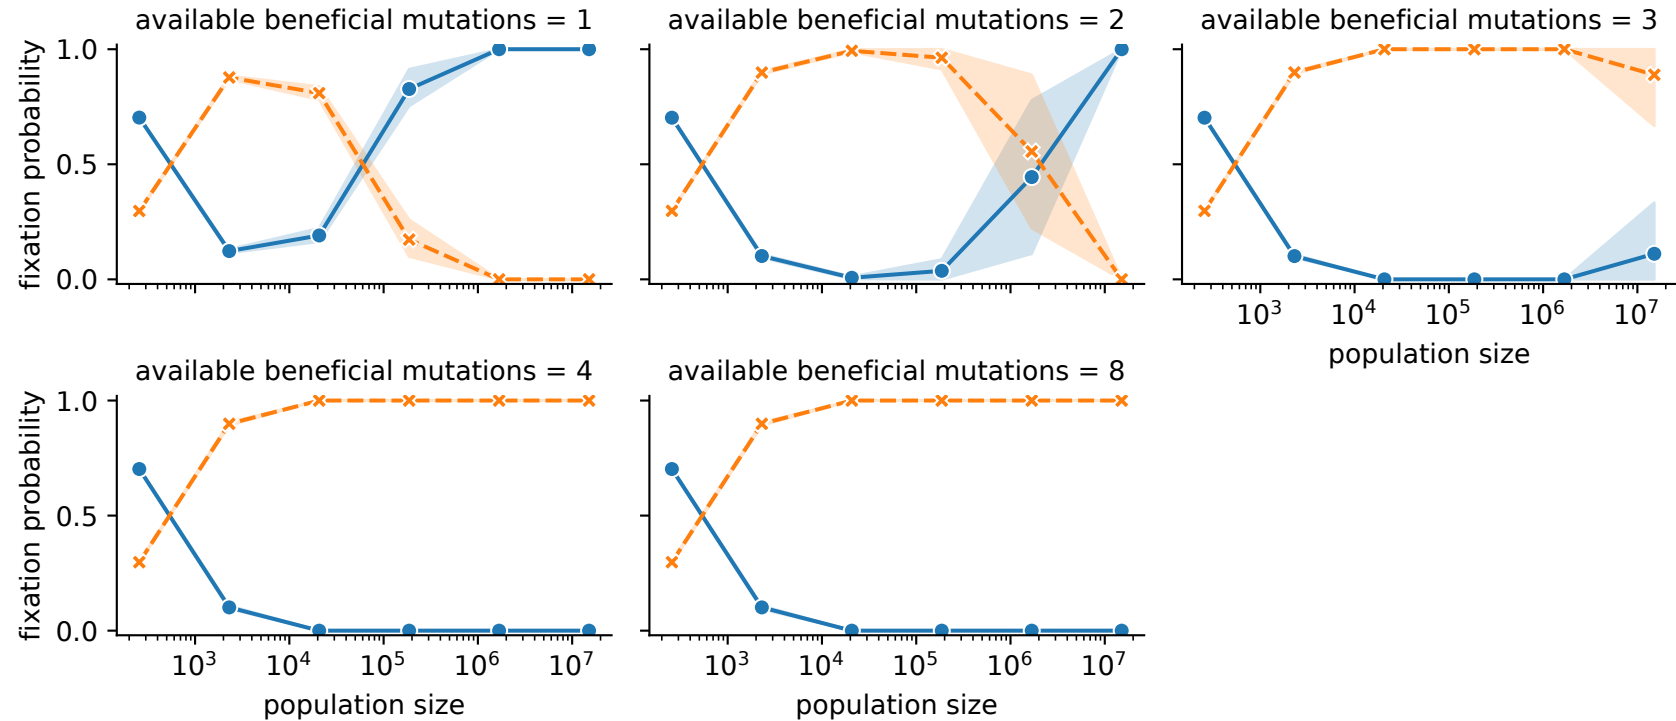 available beneficial mutations = 1
fixation probability
1.0
0.5
0.0
available beneficial mutations = 2
available beneficial mutations = 3
10³ 10⁴ 10⁵ 10⁶ 10⁷
population size
available beneficial mutations = 4
fixation probability
1.0
0.5
0.0
10³ 10⁴ 10⁵ 10⁶ 10⁷
population size
available beneficial mutations = 8
10³ 10⁴ 10⁵ 10⁶ 10⁷
population size